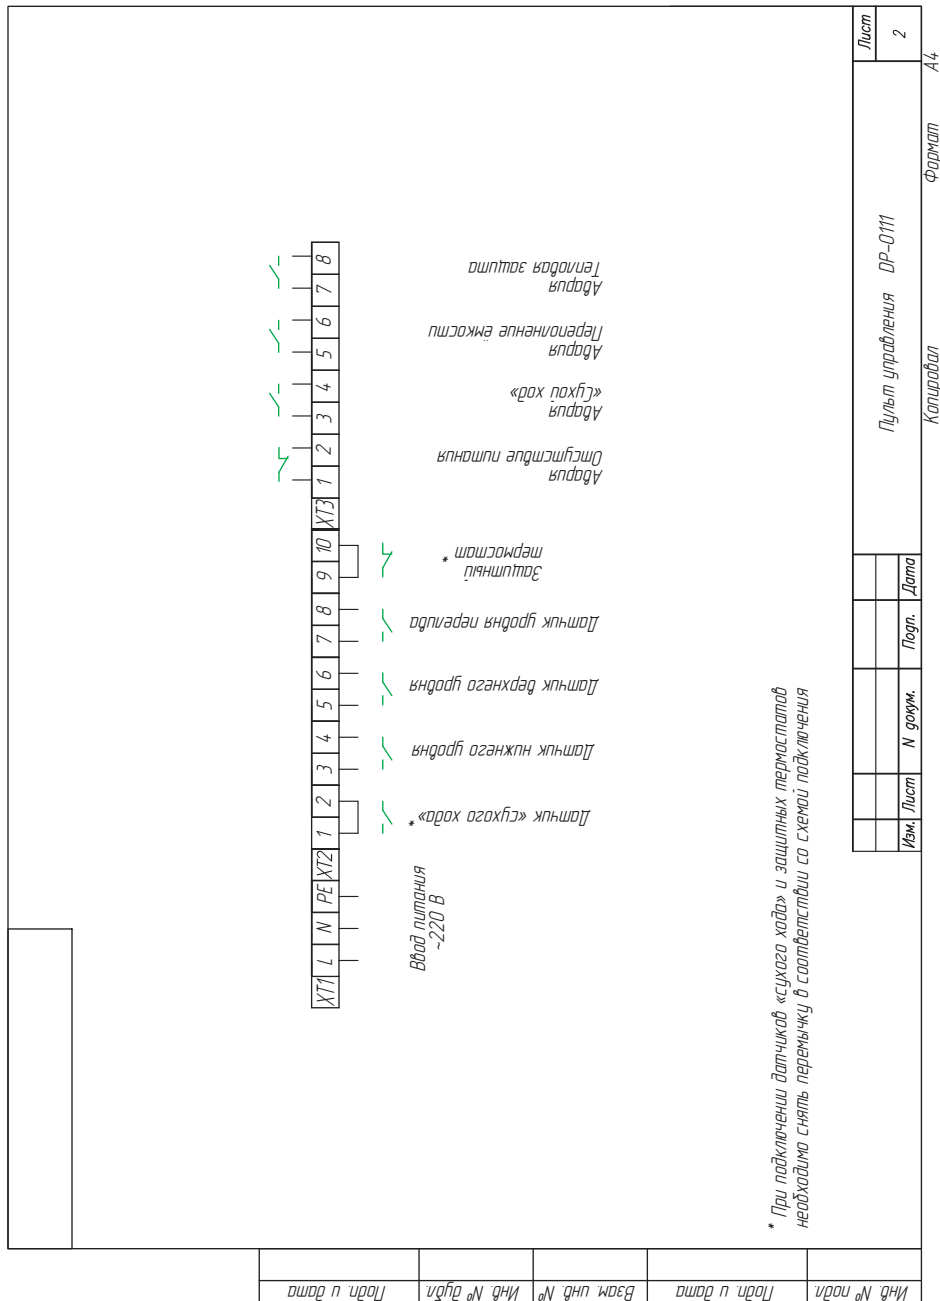 XT1 L N PE XT2 1 2 3 4 5 6 7 8 9 10 XT3 1 2 3 4 5 6 7 8
Ввод питания
~220 В
Датчик «сухого хода» *
Датчик нижнего уровня
Датчик верхнего уровня
Датчик уровня перелива
Защитный
термостат *
Авария
Отсутствие питания
Авария
«Сухой ход»
Авария
Переполнение ёмкости
Авария
Тепловая защита
* При подключении датчиков «сухого хода» и защитных термостатов
необходимо снять перемычку в соответствии со схемой подключения
Изм. Лист N докум. Подп. Дата
Пульт управления DP-0111
Лист
2
Копировал
Формат А4
Инв. № подл.
Подп. и дата
Взам. инв. №
Инв. № дубл.
Подп. и дата